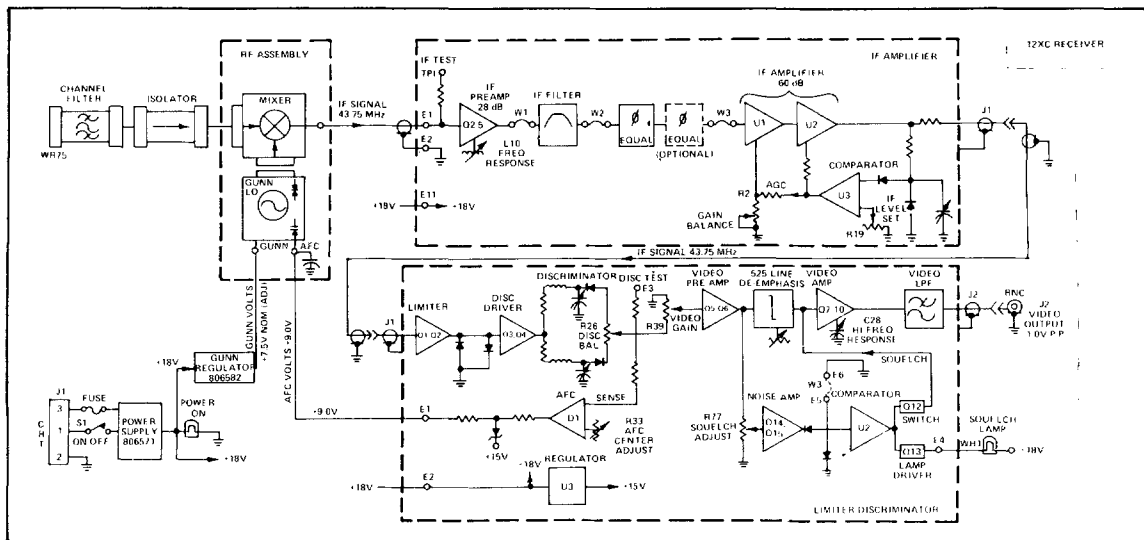 12XC RECEIVER
RF ASSEMBLY
IF AMPLIFIER
CHANNEL
FILTER
WR75
ISOLATOR
MIXER
IF SIGNAL
43.75 MHz
GUNN
LO
GUNN
AFC
IF TEST
TP1
E1
E2
IF
PREAMP
28 dB
Q2.5
L10
FREQ
RESPONSE
W1
IF FILTER
W2
EQUAL
EQUAL
(OPTIONAL)
W3
IF AMPLIFIER
60 dB
U1
U2
J1
COMPARATOR
U3
AGC
R2
GAIN
BALANCE
IF
LEVEL
SET
R19
E11
+18V
+18V
IF SIGNAL 43.75 MHz
GUNN VOLTS
+7.5V NOM (ADJ)
AFC VOLTS +9.0V
J1
LIMITER
Q1 Q2
DISC
DRIVER
Q3,Q4
DISCRIMINATOR
R26
DISC
BAL
DISC TEST
E3
R39
VIDEO
GAIN
VIDEO
PRE AMP
Q5 Q6
525 LINE
DE-EMPHASIS
VIDEO
AMP
Q7-10
C28
HI FREQ
RESPONSE
VIDEO
LPF
J2
BNC
J2
VIDEO
OUTPUT
1.0V P.P
SQUELCH
+18V
GUNN
REGULATOR
806582
J1
3
1
2
FUSE
S1
ON OFF
POWER
SUPPLY
806571
POWER
ON
+18V
+9.0V
E1
+15V
AFC
D1
SENSE
R33
AFC
CENTER
ADJUST
R77
SQUELCH
ADJUST
NOISE AMP
Q14
Q15
W3
E6
E5
COMPARATOR
U2
Q12
SWITCH
Q13
LAMP
DRIVER
E4
WH1
SQUELCH
LAMP
+18V
+18V
E2
-18V
REGULATOR
U3
+15V
LIMITER DISCRIMINATOR